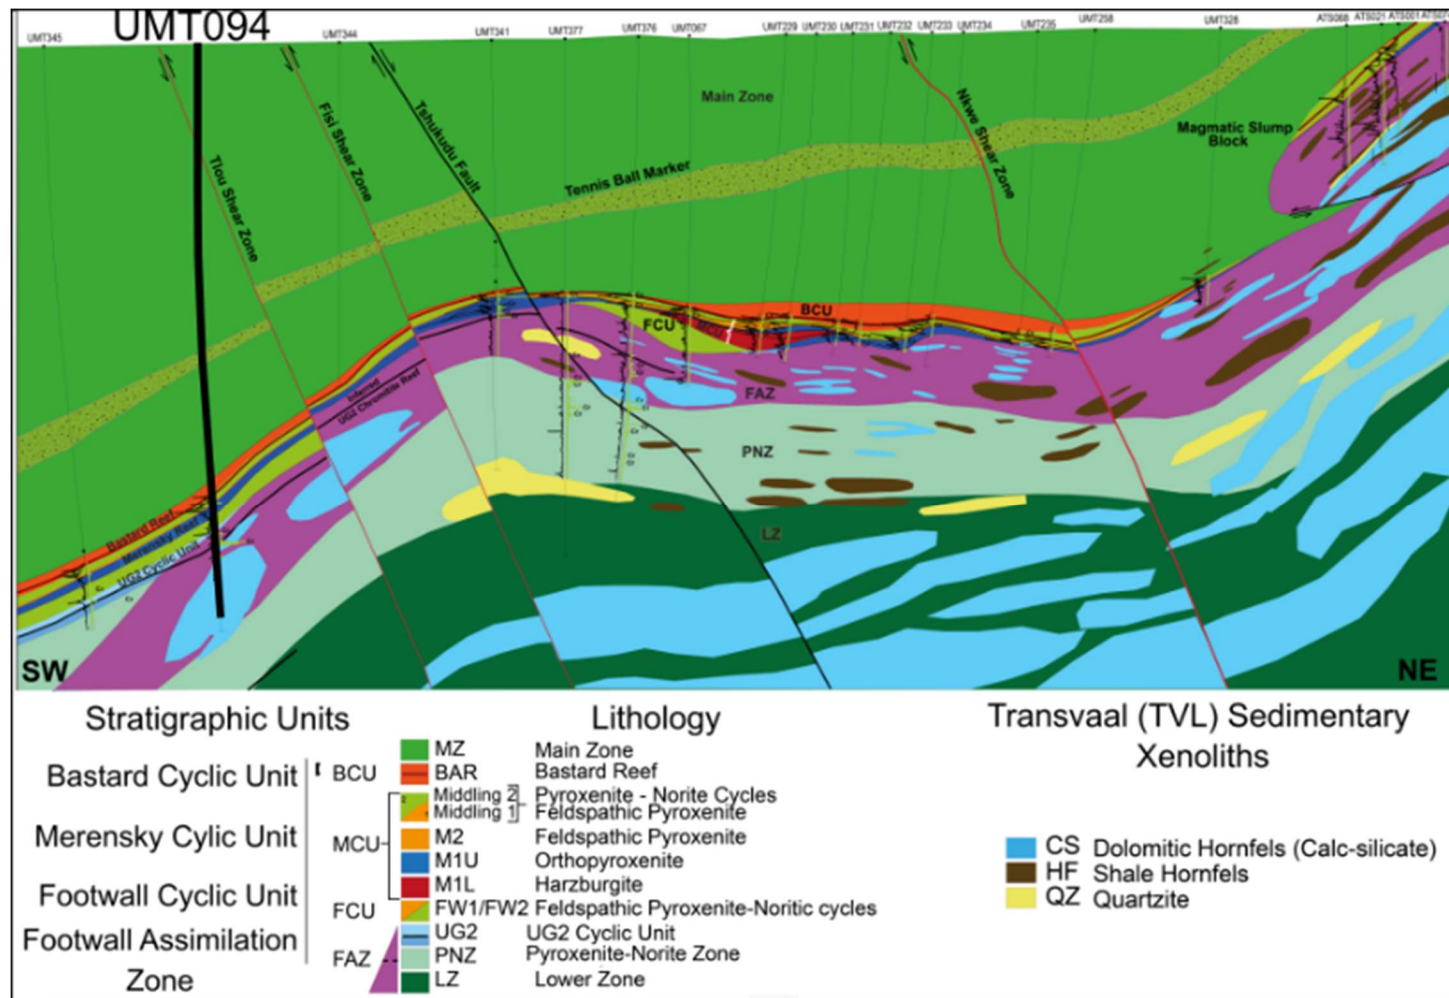 UMT094
UMT345
UMT344
UMT341
UMT377
UMT376
UMT067
UMT229
UMT230
UMT231
UMT232
UMT233
UMT234
UMT235
UMT258
UMT328
ATS021
ATS001
Main Zone
Magmatic Slump
Block
Tennis Ball Marker
Tlou Shear Zone
Fisi Shear Zone
Tshukudu Fault
Nkwe Shear Zone
BCU
FCU
MCU
FAZ
PNZ
LZ
Inferred
UG2 Chromitite Reef
Bastard Reef
Merensky Reef
UG2 Cyclic Unit
SW
NE
Stratigraphic Units
Bastard Cyclic Unit
Merensky Cylic Unit
Footwall Cyclic Unit
Footwall Assimilation
Zone
BCU
MCU
FCU
FAZ
Lithology
MZ Main Zone
BAR Bastard Reef
Middling 2 Pyroxenite - Norite Cycles
Middling 1 Feldspathic Pyroxenite
M2 Feldspathic Pyroxenite
M1U Orthopyroxenite
M1L Harzburgite
FW1/FW2 Feldspathic Pyroxenite-Noritic cycles
UG2 UG2 Cyclic Unit
PNZ Pyroxenite-Norite Zone
LZ Lower Zone
Transvaal (TVL) Sedimentary
Xenoliths
CS Dolomitic Hornfels (Calc-silicate)
HF Shale Hornfels
QZ Quartzite